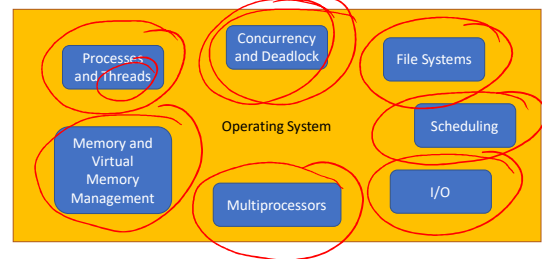 Processes
and Threads
Concurrency
and Deadlock
File Systems
Operating System
Scheduling
Memory and
Virtual
Memory
Management
Multiprocessors
I/O